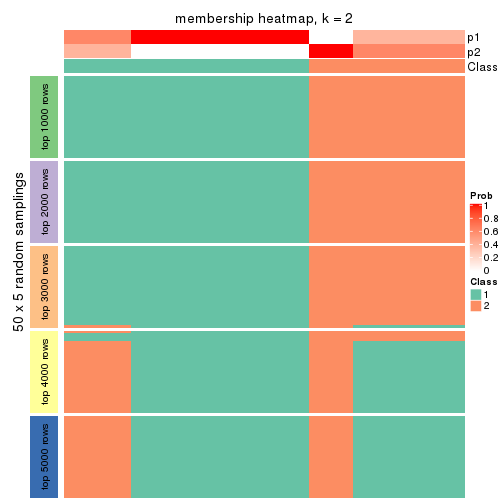 membership heatmap, k = 2
p1
p2
Class
50 x 5 random samplings
top 1000 rows
top 2000 rows
top 3000 rows
top 4000 rows
top 5000 rows
Prob
1
0.8
0.6
0.4
0.2
0
Class
1
2